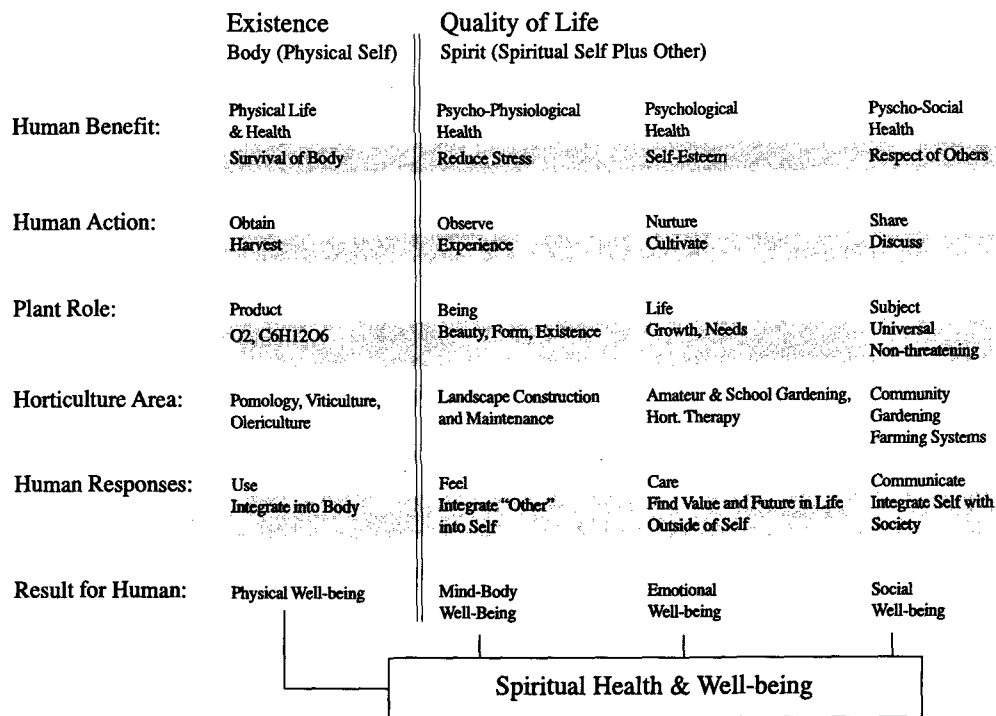 Existence Quality of Life
Body (Physical Self) Spirit (Spiritual Self Plus Other)
Physical Life Psycho-Physiological Psychological Pyscho-Social
Human Benefit: & Health Health Health Health
Survival of Body Reduce Stress Self-Esteem Respect of Others
Human Action: Obtain Observe Nurture Share
Harvest Experience Cultivate Discuss
Plant Role: Product Being Life Subject
O2, C6H12O6 Beauty, Form, Existence Growth, Needs Universal
Non-threatening
Horticulture Area: Pomology, Viticulture, Landscape Construction Amateur & School Gardening, Community
Olericulture and Maintenance Hort. Therapy Gardening
Farming Systems
Human Responses: Use Feel Care Communicate
Integrate into Body Integrate “Other” Find Value and Future in Life Integrate Self with
into Self Outside of Self Society
Result for Human: Physical Well-being Mind-Body Emotional Social
Well-Being Well-being Well-being
Spiritual Health & Well-being